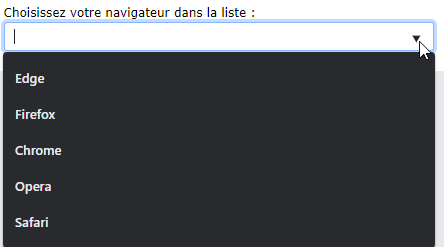 Choisissez votre navigateur dans la liste :
Edge
Firefox
Chrome
Opera
Safari